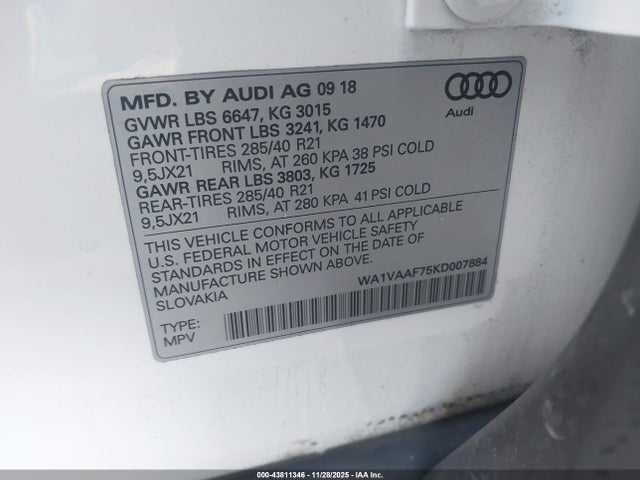 MFD. BY AUDI AG 09 18
GVWR LBS 6647, KG 3015
GAWR FRONT LBS 3241, KG 1470
FRONT-TIRES 285/40 R21
9,5JX21 RIMS, AT 260 KPA 38 PSI COLD
GAWR REAR LBS 3803, KG 1725
REAR-TIRES 285/40 R21
9,5JX21 RIMS, AT 280 KPA 41 PSI COLD
Audi
THIS VEHICLE CONFORMS TO ALL APPLICABLE
U.S. FEDERAL MOTOR VEHICLE SAFETY
STANDARDS IN EFFECT ON THE DATE OF
MANUFACTURE SHOWN ABOVE.
SLOVAKIA
WA1VAAF75KD007884
TYPE:
MPV
000-43811346 - 11/28/2025 - IAA Inc.